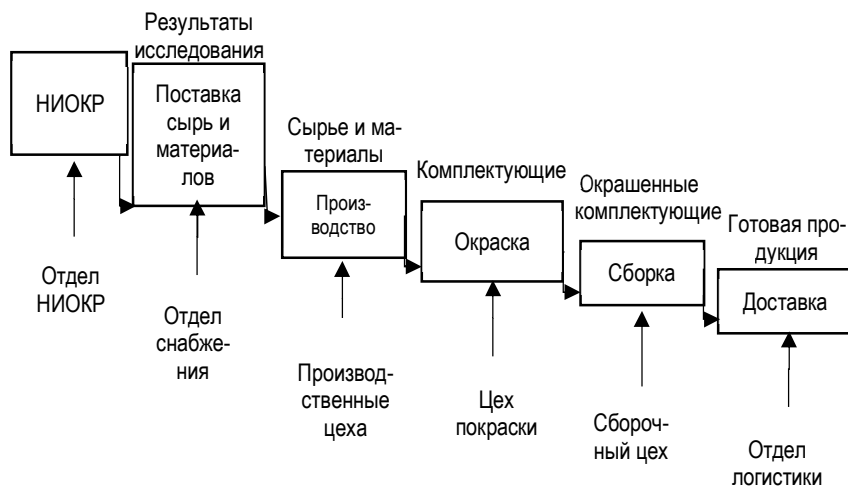 Результаты
исследования
НИОКР
Поставка
сырь и
материа-
лов
Сырье и ма-
териалы
Произ-
водство
Комплектующие
Окраска
Окрашенные
комплектующие
Сборка
Готовая про-
дукция
Доставка
Отдел
НИОКР
Отдел
снабже-
ния
Производ-
ственные
цеха
Цех
покраски
Сбороч-
ный цех
Отдел
логистики